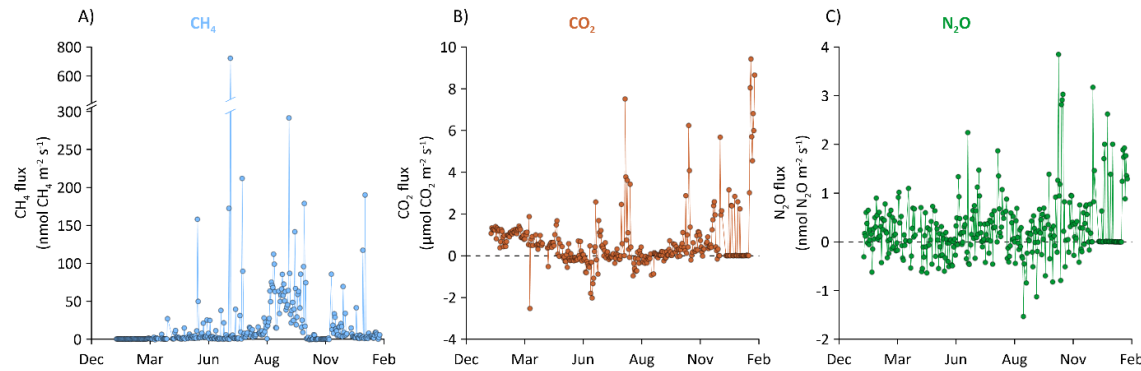 A)
CH₄
CH₄ flux
(nmol CH₄ m⁻² s⁻¹)
800
600
300
250
200
150
100
50
0
Dec Mar Jun Aug Nov Feb
B)
CO₂
CO₂ flux
(µmol CO₂ m⁻² s⁻¹)
10
8
6
4
2
0
-2
-4
Dec Mar Jun Aug Nov Feb
C)
N₂O
N₂O flux
(nmol N₂O m⁻² s⁻¹)
4
3
2
1
0
-1
-2
Dec Mar Jun Aug Nov Feb